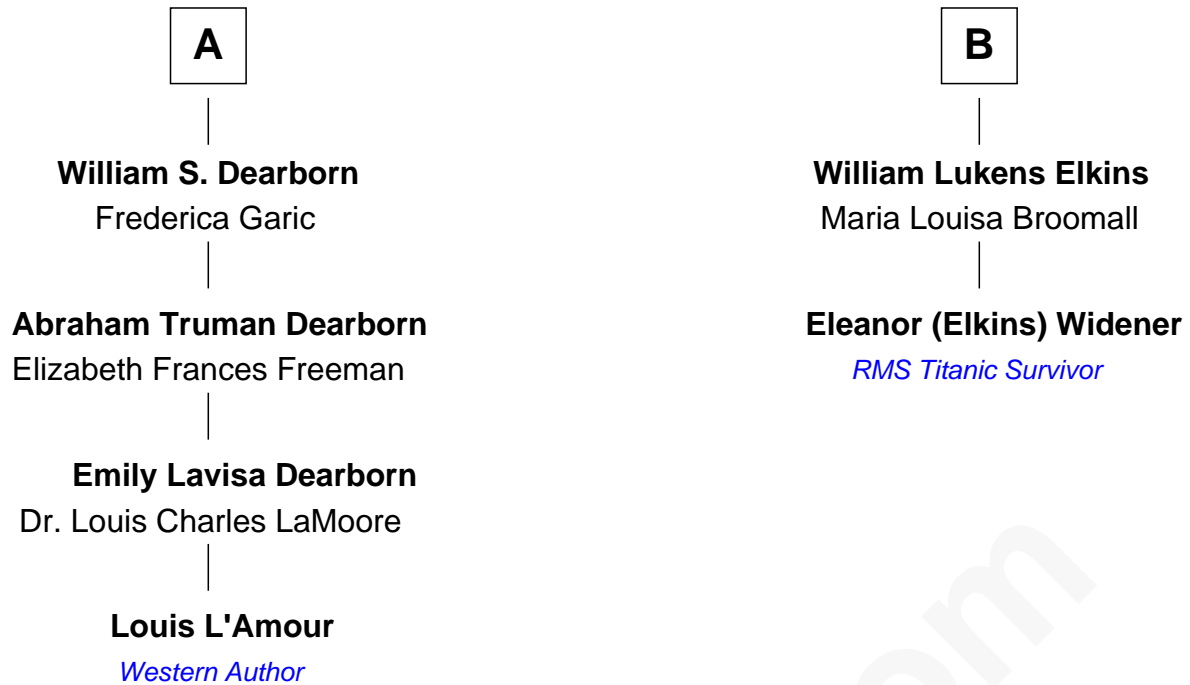 A
William S. Dearborn
Frederica Garic
Abraham Truman Dearborn
Elizabeth Frances Freeman
Emily Lavisa Dearborn
Dr. Louis Charles LaMoore
Louis L'Amour
Western Author
B
William Lukens Elkins
Maria Louisa Broomall
Eleanor (Elkins) Widener
RMS Titanic Survivor
om